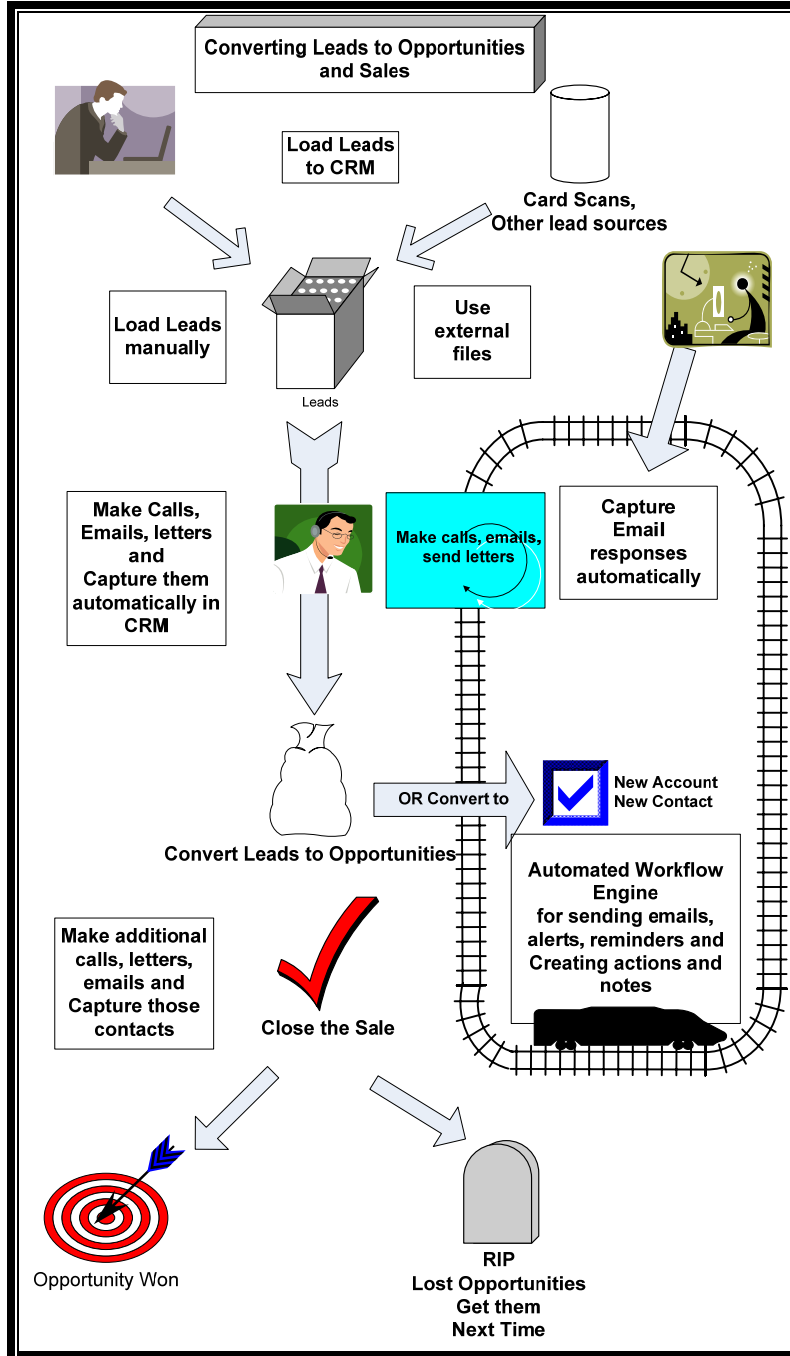 Converting Leads to Opportunities
and Sales
Load Leads
to CRM
Card Scans,
Other lead sources
Load Leads
manually
Use
external
files
Leads
Make Calls,
Emails, letters
and
Capture them
automatically in
CRM
Make calls, emails,
send letters
Capture
Email
responses
automatically
OR Convert to
New Account
New Contact
Convert Leads to Opportunities
Automated Workflow
Engine
for sending emails,
alerts, reminders and
Creating actions and
notes
Make additional
calls, letters,
emails and
Capture those
contacts
Close the Sale
Opportunity Won
RIP
Lost Opportunities
Get them
Next Time